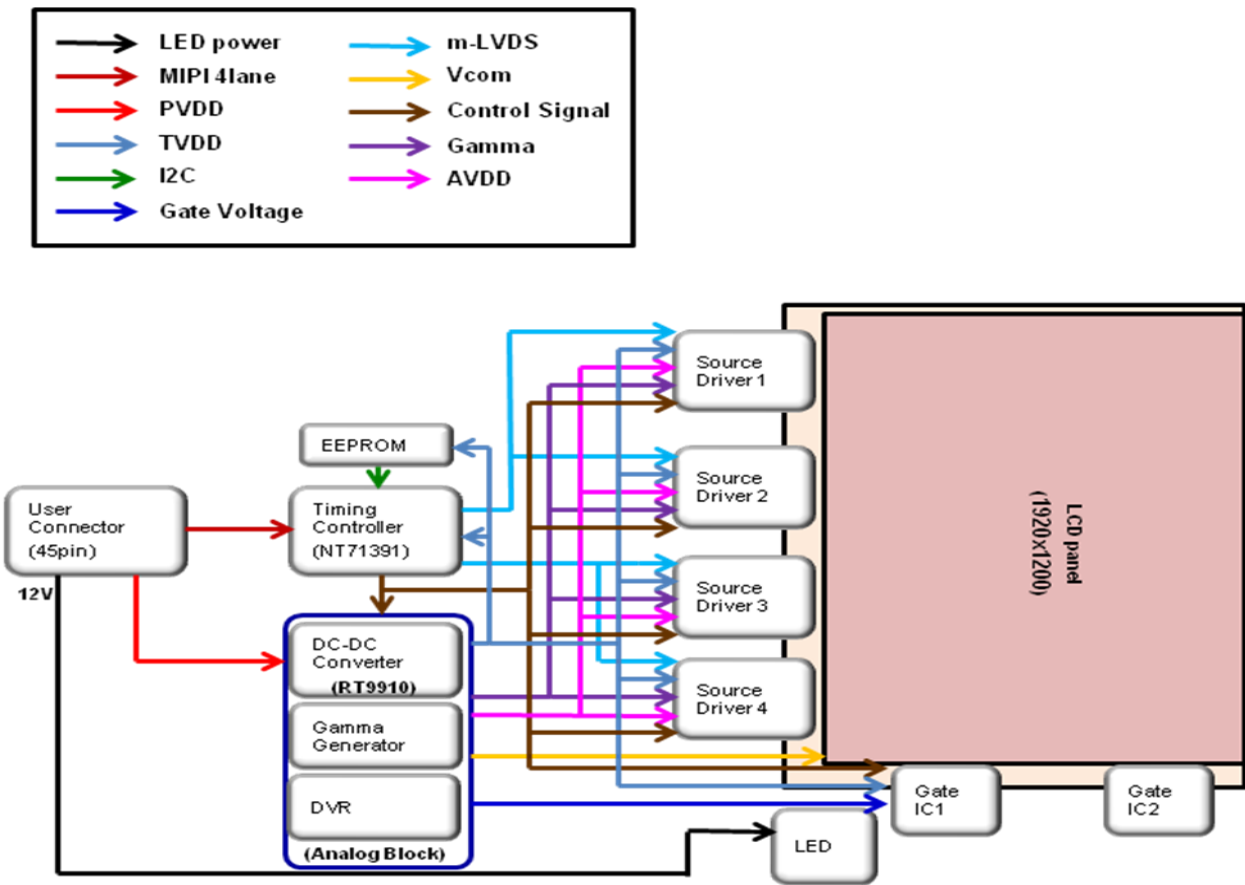 LED power
MIPI 4lane
PVDD
TVDD
I2C
Gate Voltage
m-LVDS
Vcom
Control Signal
Gamma
AVDD
Source
Driver 1
EEPROM
Source
Driver 2
User
Connector
(45pin)
Timing
Controller
(NT71391)
LCD panel
(1920x1200)
12V
Source
Driver 3
DC-DC
Converter
(RT9910)
Source
Driver 4
Gamma
Generator
DVR
(Analog Block)
Gate
IC1
Gate
IC2
LED